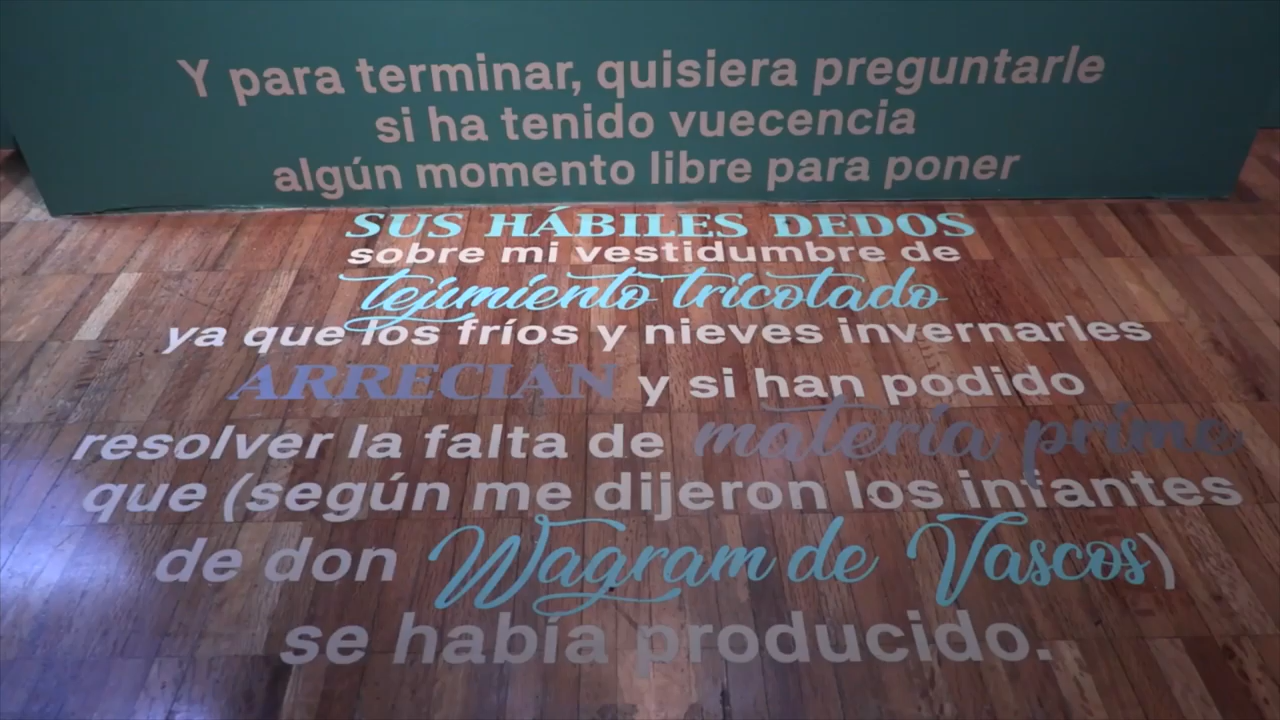 Y para terminar, quisiera preguntarle
si ha tenido vuecencia
algún momento libre para poner
SUS HÁBILES DEDOS
sobre mi vestidumbre de
tejimiento tricotado
ya que los fríos y nieves invernarles
ARRECIAN y si han podido
resolver la falta de materia prime
que (según me dijeron los infantes
de don Wagram de Vascos)
se había producido.